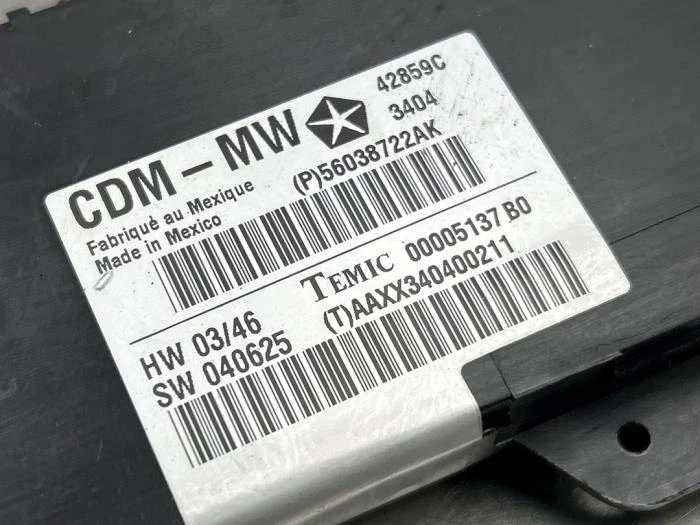 CDM-MW
42859C
3404
Fabriqué au Mexique
Made in Mexico
(P)56038722AK
TEMIC 00005137 B0
HW 03/46
SW 040625
(T)AAXX340400211